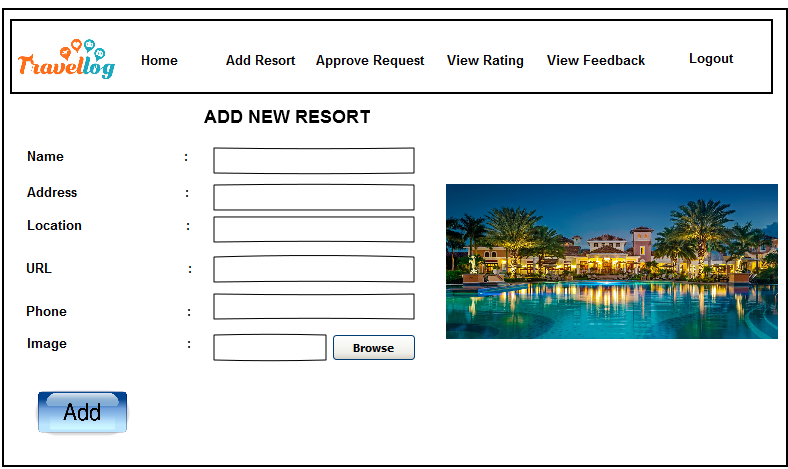 Travellog Home Add Resort Approve Request View Rating View Feedback Logout
ADD NEW RESORT
Name :
Address :
Location :
URL :
Phone :
Image : Browse
Add